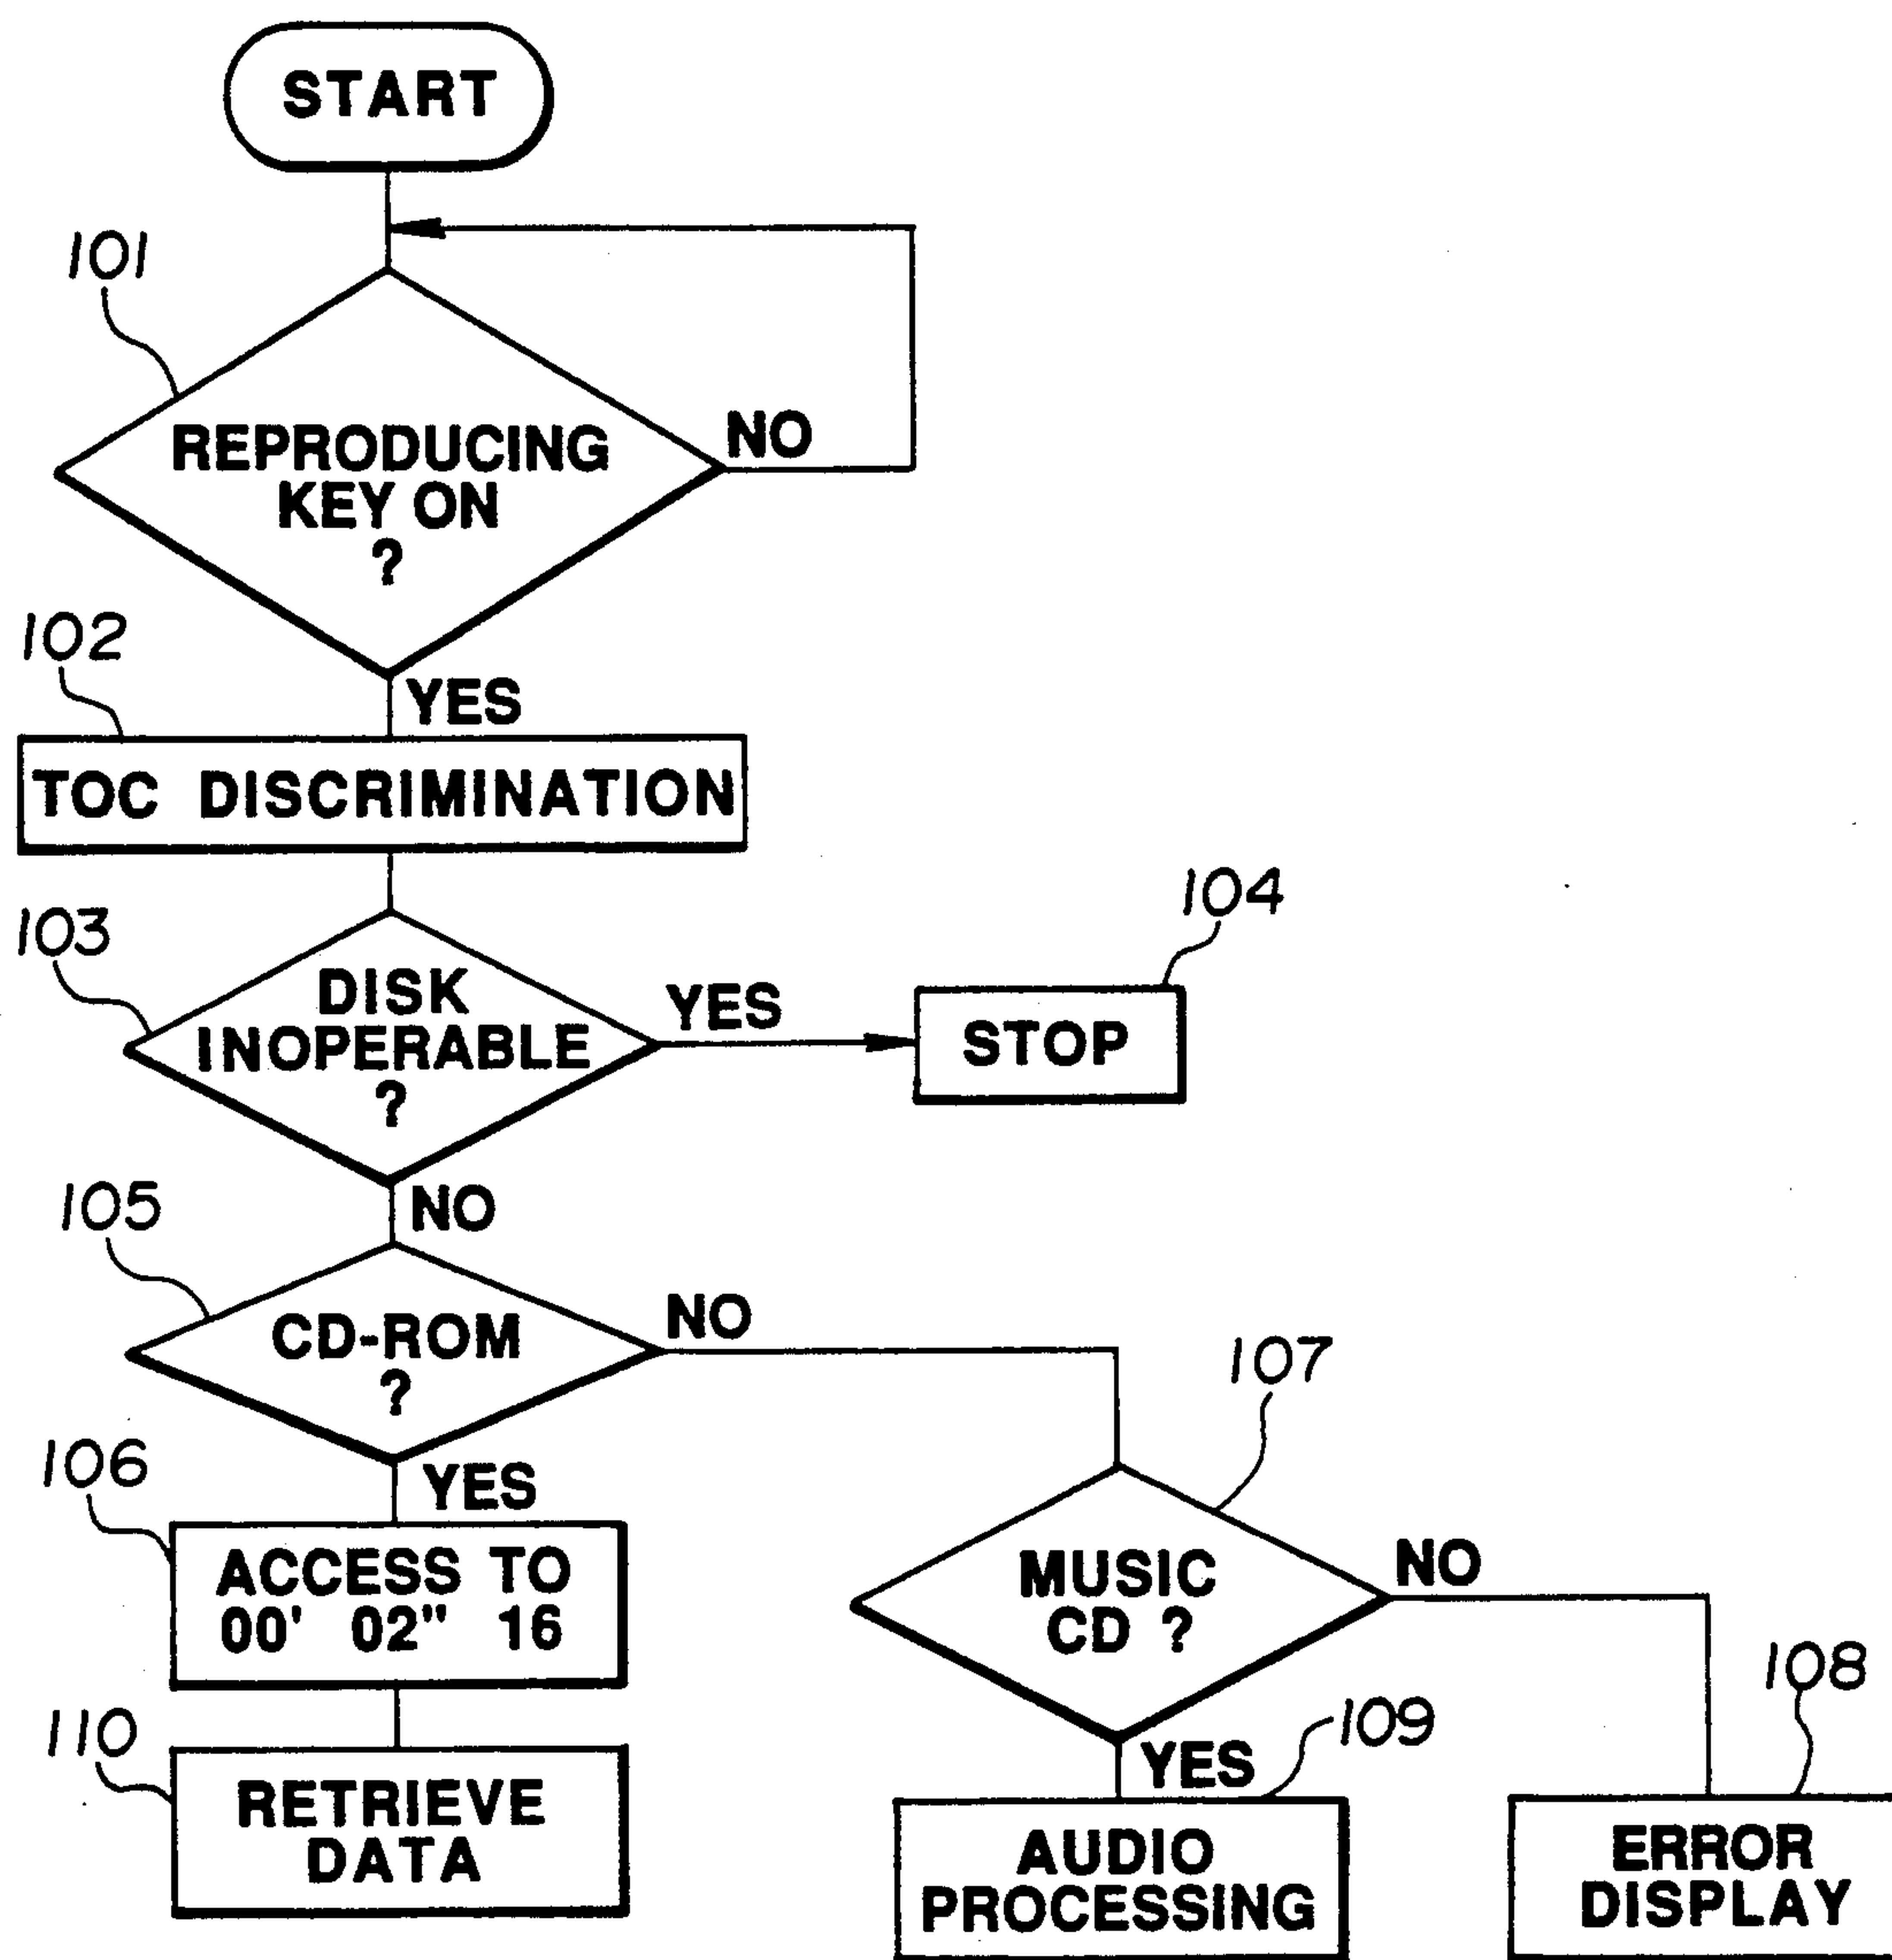 START
101
REPRODUCING
KEY ON
?
NO
YES
102
TOC DISCRIMINATION
103
DISK
INOPERABLE
?
YES
104
STOP
NO
105
CD-ROM
?
NO
YES
106
ACCESS TO
00' 02" 16
110
RETRIEVE
DATA
107
MUSIC
CD ?
NO
YES
109
AUDIO
PROCESSING
108
ERROR
DISPLAY